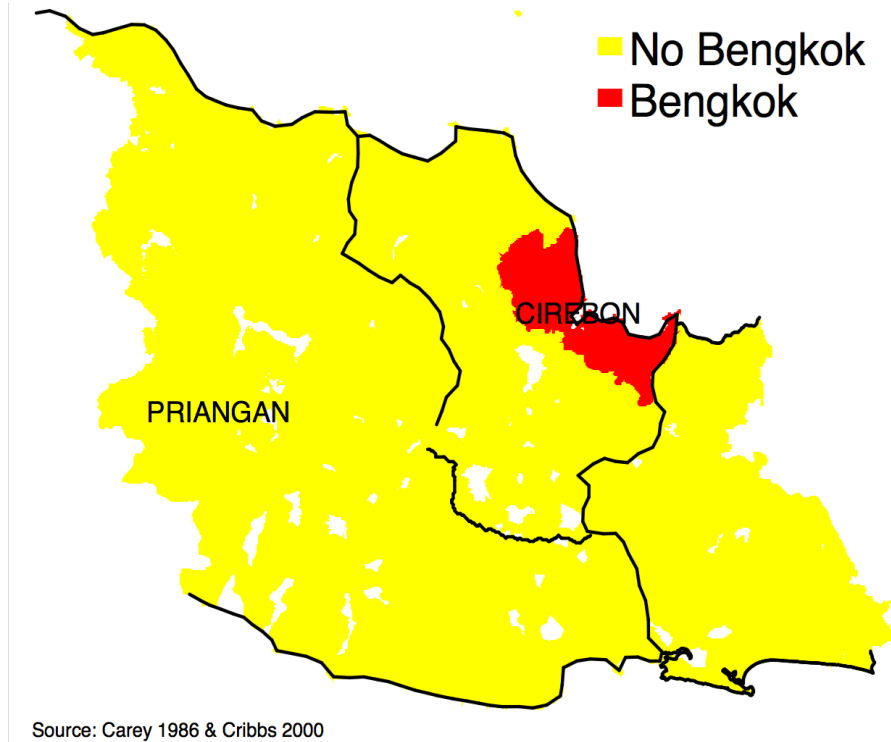 No Bengkok
Bengkok
CIREBON
PRIANGAN
Source: Carey 1986 & Cribbs 2000